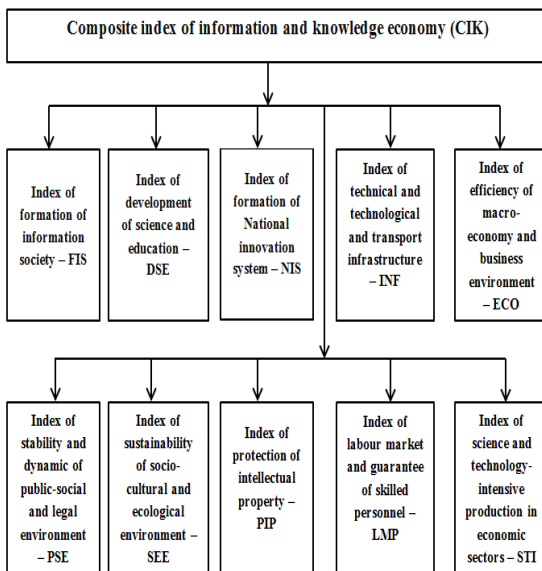 Composite index of information and knowledge economy (CIK)
Index of
formation of
information
society – FIS
Index of
development
of science and
education –
DSE
Index of
formation of
National
innovation
system – NIS
Index of
technical and
technological
and transport
infrastructure
– INF
Index of
efficiency of
macro-
economy and
business
environment
– ECO
Index of
stability and
dynamic of
public-social
and legal
environment
– PSE
Index of
sustainability
of socio-
cultural and
ecological
environment –
SEE
Index of
protection of
intellectual
property –
PIP
Index of
labour market
and guarantee
of skilled
personnel –
LMP
Index of
science and
technology-
intensive
production in
economic
sectors – STI